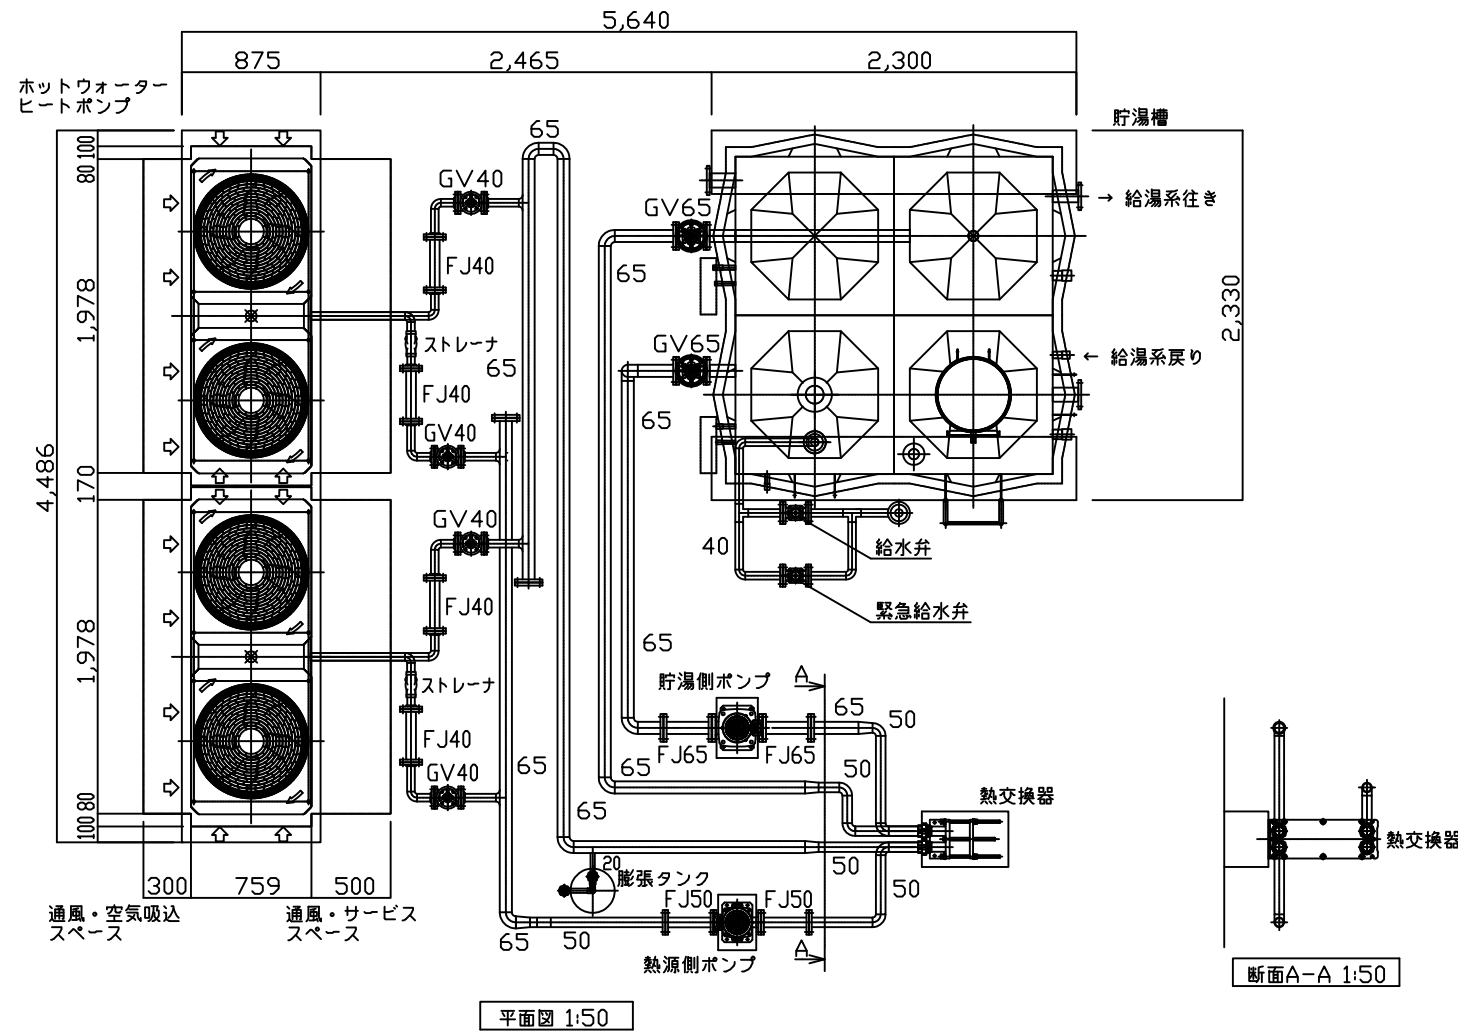 5,640
875
2,465
2,300
ホットウォーター
ヒートポンプ
貯湯槽
65
GV40
GV65
→ 給湯系往き
FJ40
65
80 100
1,978
2,330
ストレーナ
65
GV65
← 給湯系戻り
FJ40
65
GV40
4,486
170
GV40
40
給水弁
FJ40
緊急給水弁
65
1,978
ストレーナ
貯湯側ポンプ
A
65
50
FJ40
65
FJ65
FJ65
GV40
65
50
熱交換器
65
100 80
熱交換器
20
50
膨張タンク
50
300
759
500
FJ50
FJ50
通風・空気吸込
スペース
通風・サービス
スペース
65
50
A
熱源側ポンプ
断面A-A 1:50
平面図 1:50